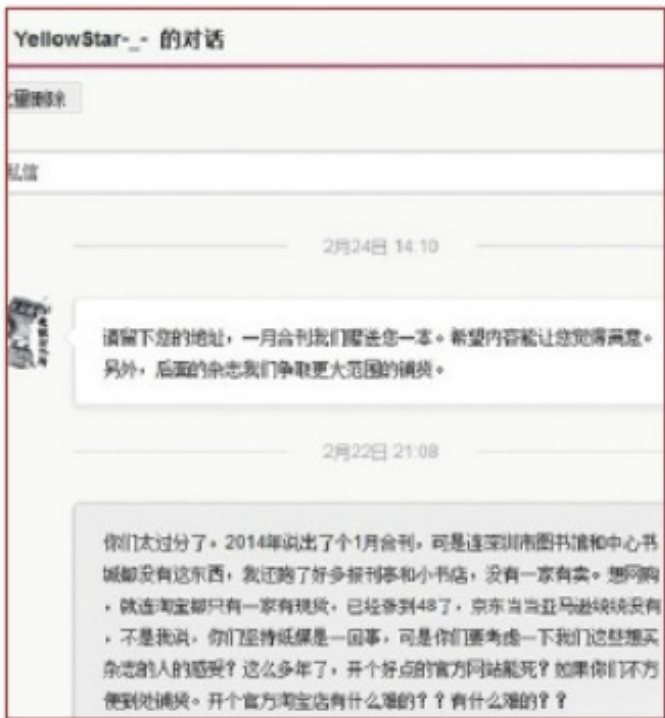 YellowStar-_- 的对话
批量删除
私信
2月24日 14:10
请留下您的地址，一月合刊我们赠送您一本。希望内容能让您觉得满意。
另外，后面的杂志我们争取更大范围的铺货。
2月22日 21:08
你们太过分了。2014年说出了个1月合刊，可是连深圳市图书馆和中心书
城都没有这东西，我还跑了好多报刊亭和小书店，没有一家有卖。想网购
，就连淘宝都只有一家有现货，已经涨到48了，京东当当亚马逊统统没有
，不是我说，你们坚持纸媒是一回事，可是你们要考虑一下我们这些想买
杂志的人的感受？这么多年了，开个好点的官方网站能死？如果你们不方
便到处铺货。开个官方淘宝店有什么难的？？有什么难的？？